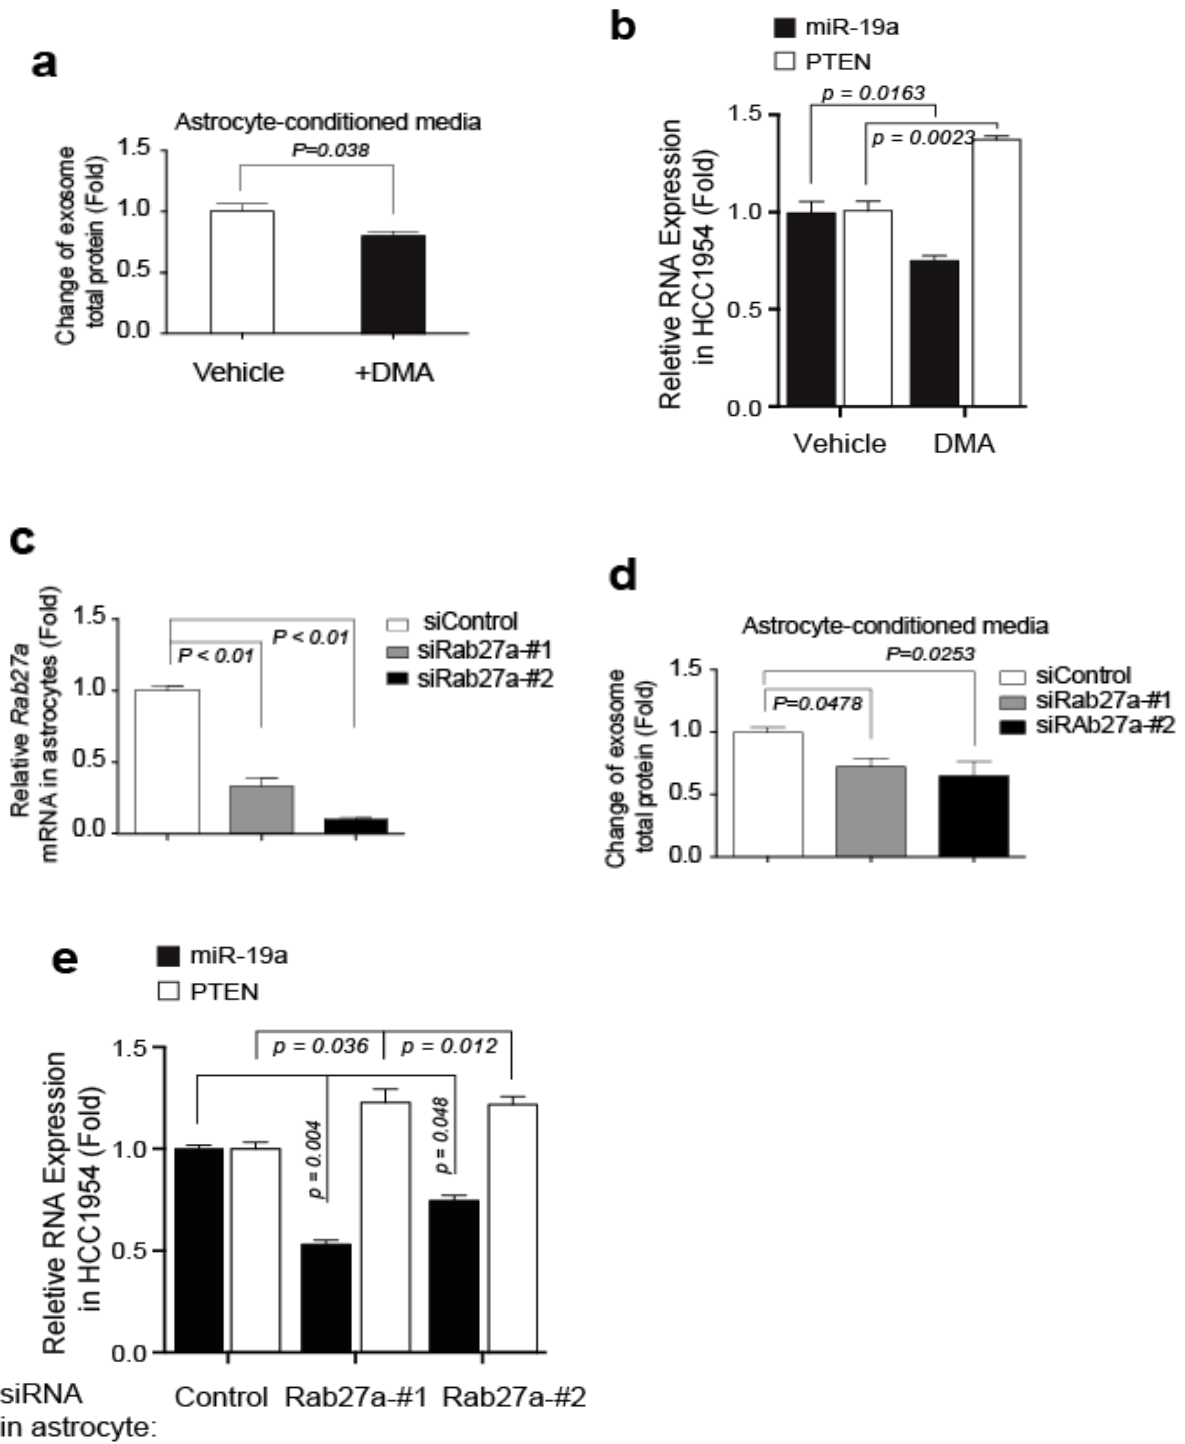 a
Astrocyte-conditioned media
P=0.038
Change of exosome
total protein (Fold)
1.5
1.0
0.5
0.0
Vehicle
+DMA
b
miR-19a
PTEN
p = 0.0163
p = 0.0023
Reletive RNA Expression
in HCC1954 (Fold)
1.5
1.0
0.5
0.0
Vehicle
DMA
c
Relative Rab27a
mRNA in astrocytes (Fold)
1.5
1.0
0.5
0.0
P < 0.01
P < 0.01
siControl
siRab27a-#1
siRab27a-#2
d
Astrocyte-conditioned media
P=0.0253
P=0.0478
Change of exosome
total protein (Fold)
1.5
1.0
0.5
0.0
siControl
siRab27a-#1
siRAb27a-#2
e
miR-19a
PTEN
p = 0.036
p = 0.012
p = 0.004
p = 0.048
Reletive RNA Expression
in HCC1954 (Fold)
1.5
1.0
0.5
0.0
siRNA
in astrocyte:
Control
Rab27a-#1
Rab27a-#2